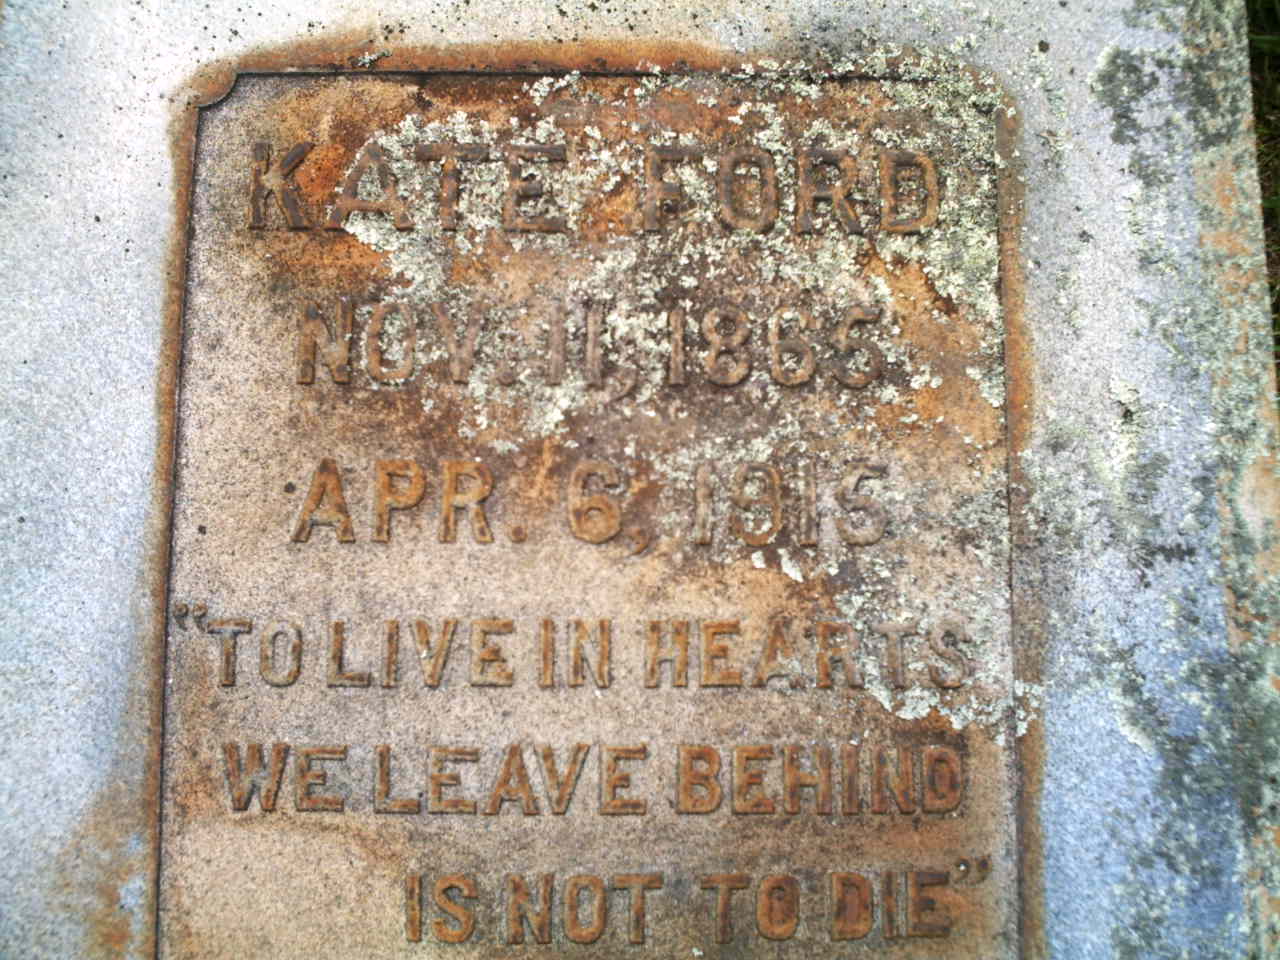 KATE FORD
NOV. 11, 1865
APR. 6, 1915
"TO LIVE IN HEARTS
WE LEAVE BEHIND
IS NOT TO DIE"